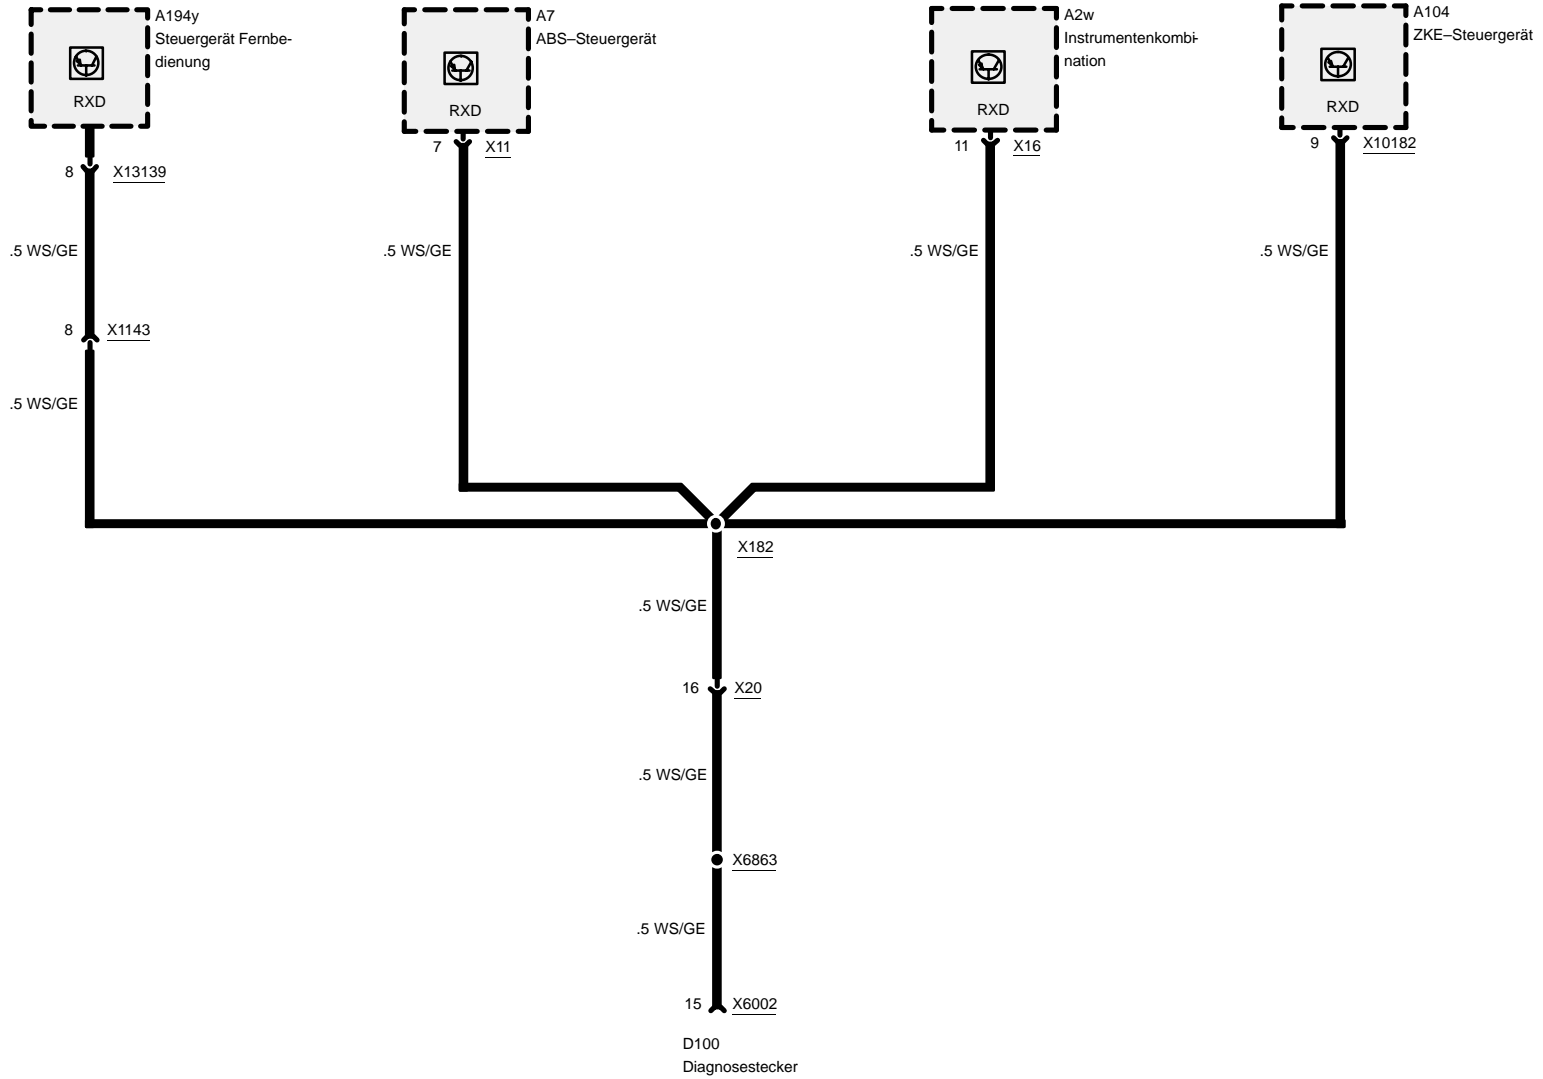 A194y
Steuergerät Fernbe-
dienung
RXD
8 X13139
.5 WS/GE
8 X1143
.5 WS/GE
A7
ABS–Steuergerät
RXD
7 X11
.5 WS/GE
A2w
Instrumentenkombi-
nation
RXD
11 X16
.5 WS/GE
A104
ZKE–Steuergerät
RXD
9 X10182
.5 WS/GE
X182
.5 WS/GE
16 X20
.5 WS/GE
X6863
.5 WS/GE
15 X6002
D100
Diagnosestecker